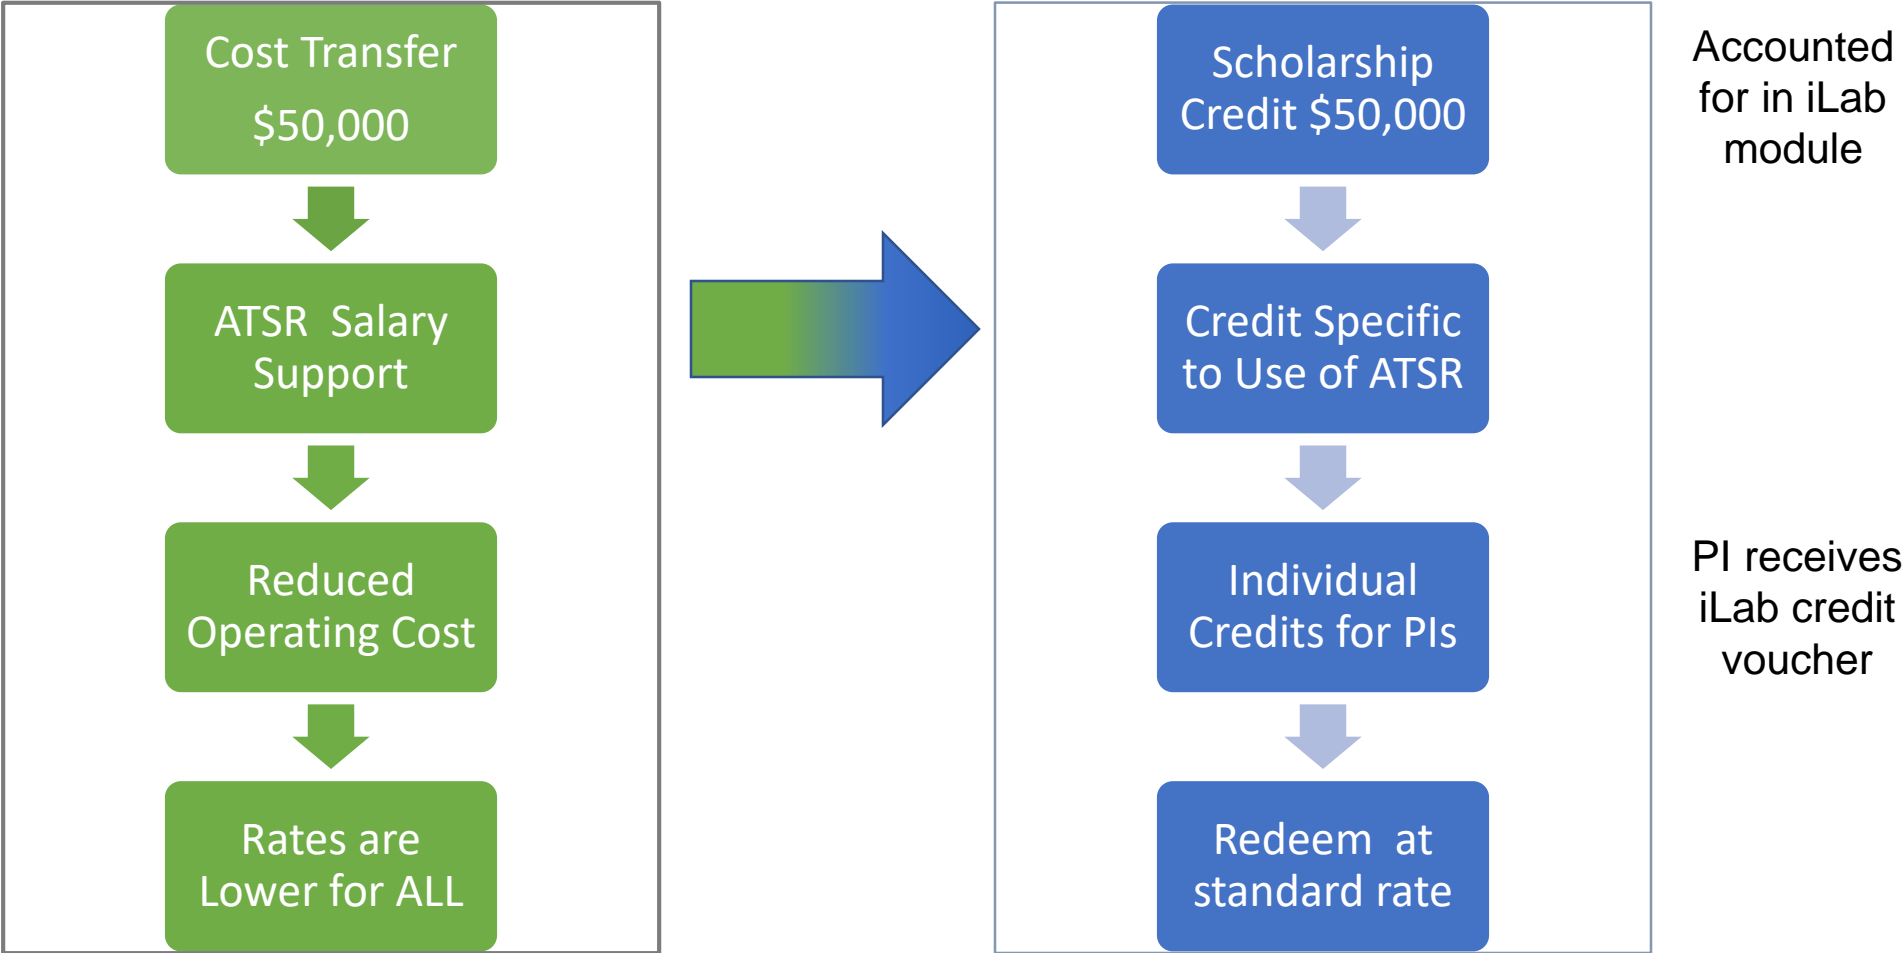 Cost Transfer
$50,000
ATSR  Salary
Support
Reduced
Operating Cost
Rates are
Lower for ALL
Scholarship
Credit $50,000
Credit Specific
to Use of ATSR
Individual
Credits for PIs
Redeem  at
standard rate
Accounted
for in iLab
module
PI receives
iLab credit
voucher